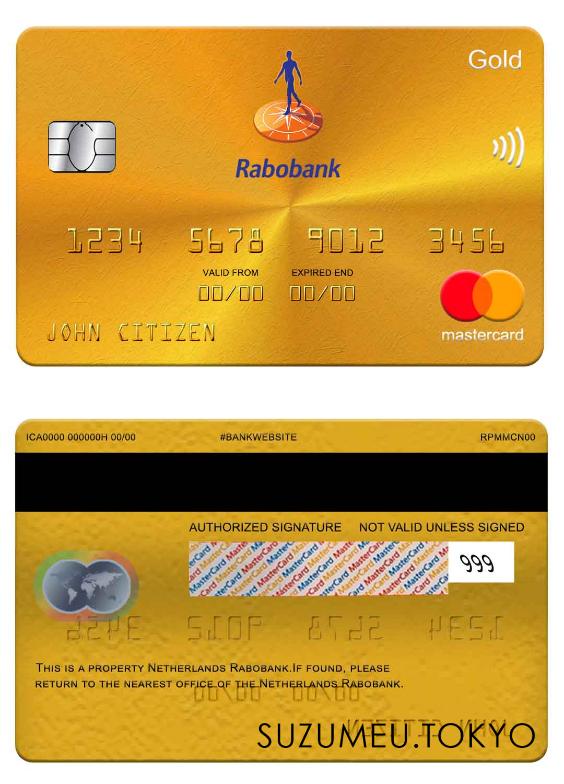 Gold
Rabobank
1234 5678 9012 3456
VALID FROM EXPIRED END
00/00 00/00
JOHN CITIZEN
mastercard
ICA0000 000000H 00/00 #BANKWEBSITE RPMMCN00
AUTHORIZED SIGNATURE NOT VALID UNLESS SIGNED
MasterCard MasterCard MasterCard MasterCard
999
THIS IS A PROPERTY NETHERLANDS RABOBANK.IF FOUND, PLEASE
RETURN TO THE NEAREST OFFICE OF THE NETHERLANDS RABOBANK.
SUZUMEU.TOKYO